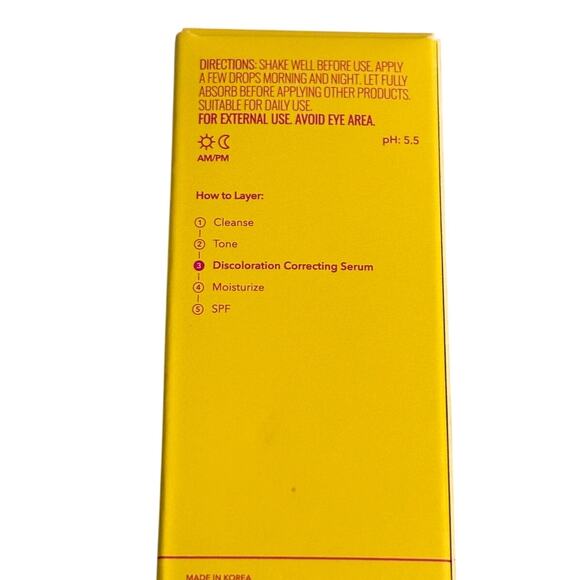 DIRECTIONS: SHAKE WELL BEFORE USE. APPLY
A FEW DROPS MORNING AND NIGHT. LET FULLY
ABSORB BEFORE APPLYING OTHER PRODUCTS.
SUITABLE FOR DAILY USE.
FOR EXTERNAL USE. AVOID EYE AREA.
AM/PM
pH: 5.5
How to Layer:
1 Cleanse
2 Tone
3 Discoloration Correcting Serum
4 Moisturize
5 SPF
MADE IN KOREA